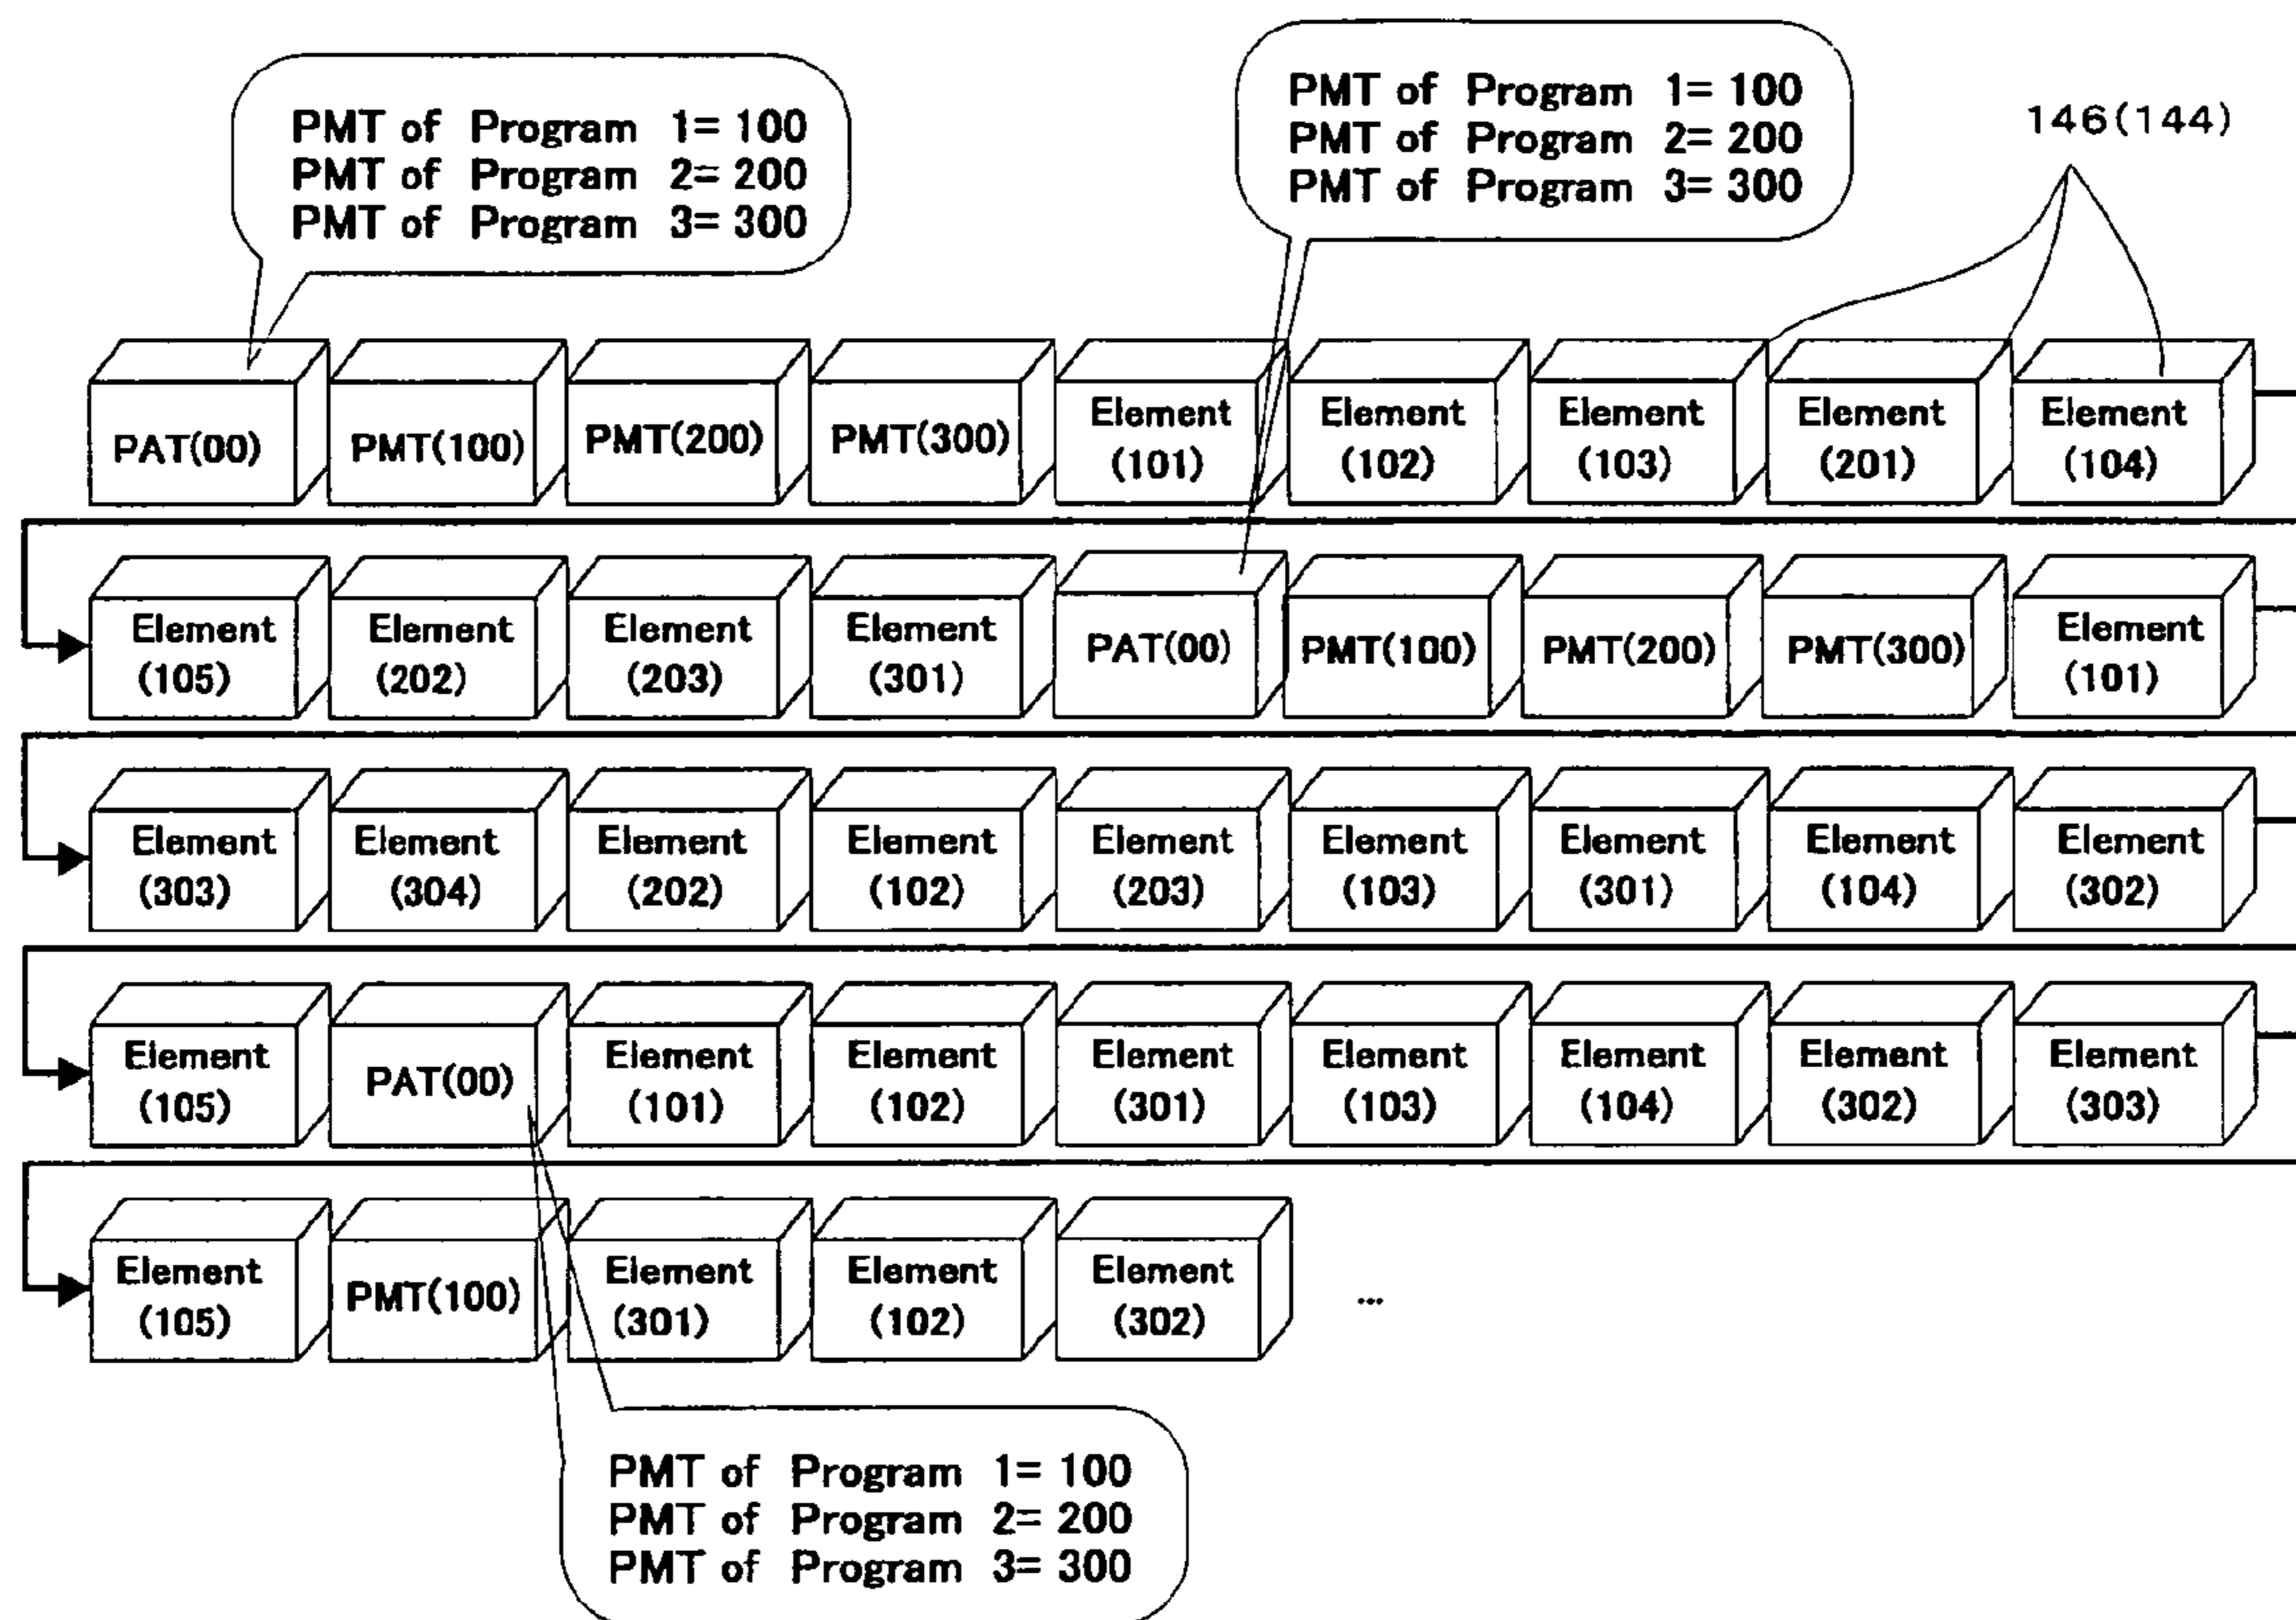 PMT of Program 1= 100
PMT of Program 2= 200
PMT of Program 3= 300
PMT of Program 1= 100
PMT of Program 2= 200
PMT of Program 3= 300
146(144)
PAT(00)
PMT(100)
PMT(200)
PMT(300)
Element
(101)
Element
(102)
Element
(103)
Element
(201)
Element
(104)
Element
(105)
Element
(202)
Element
(203)
Element
(301)
PAT(00)
PMT(100)
PMT(200)
PMT(300)
Element
(101)
Element
(303)
Element
(304)
Element
(202)
Element
(102)
Element
(203)
Element
(103)
Element
(301)
Element
(104)
Element
(302)
Element
(105)
PAT(00)
Element
(101)
Element
(102)
Element
(301)
Element
(103)
Element
(104)
Element
(302)
Element
(303)
Element
(105)
PMT(100)
Element
(301)
Element
(102)
Element
(302)
...
PMT of Program 1= 100
PMT of Program 2= 200
PMT of Program 3= 300